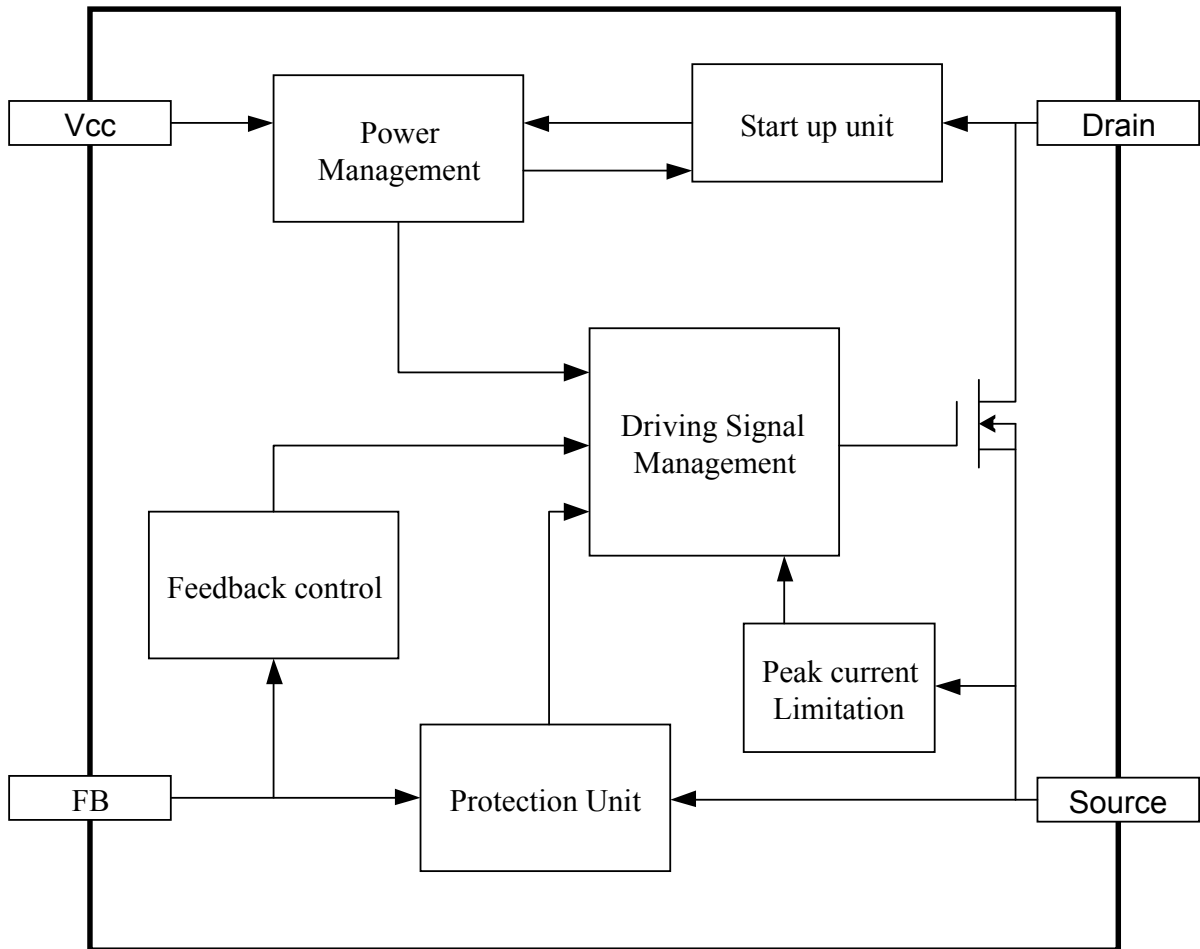 Vcc
Power
Management
Start up unit
Drain
Driving Signal
Management
Feedback control
Peak current
Limitation
FB
Protection Unit
Source